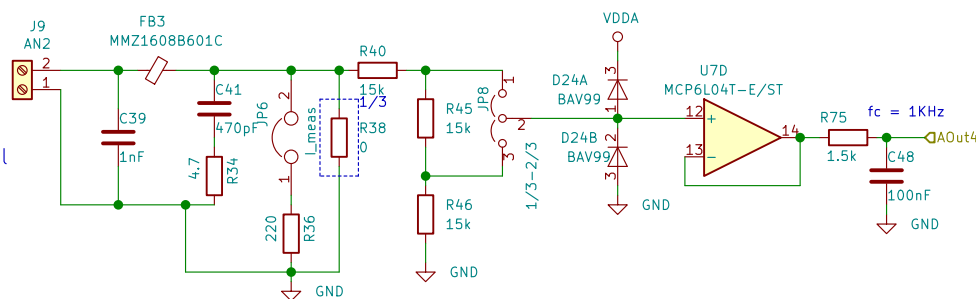 J9
AN2
2
1
FB3
MMZ1608B601C
C39
1nF
C41
470pF
4.7
R34
JP6
2
1
I_meas
220
R36
GND
1/3
R38
0
R40
15k
R45
15k
R46
15k
GND
JP8
1
2
3
1/3-2/3
VDDA
D24A
BAV99
3
1
D24B
BAV99
2
3
GND
U7D
MCP6L04T-E/ST
12
+
13
−
14
R75
1.5k
fc = 1KHz
C48
100nF
GND
AOut4
l